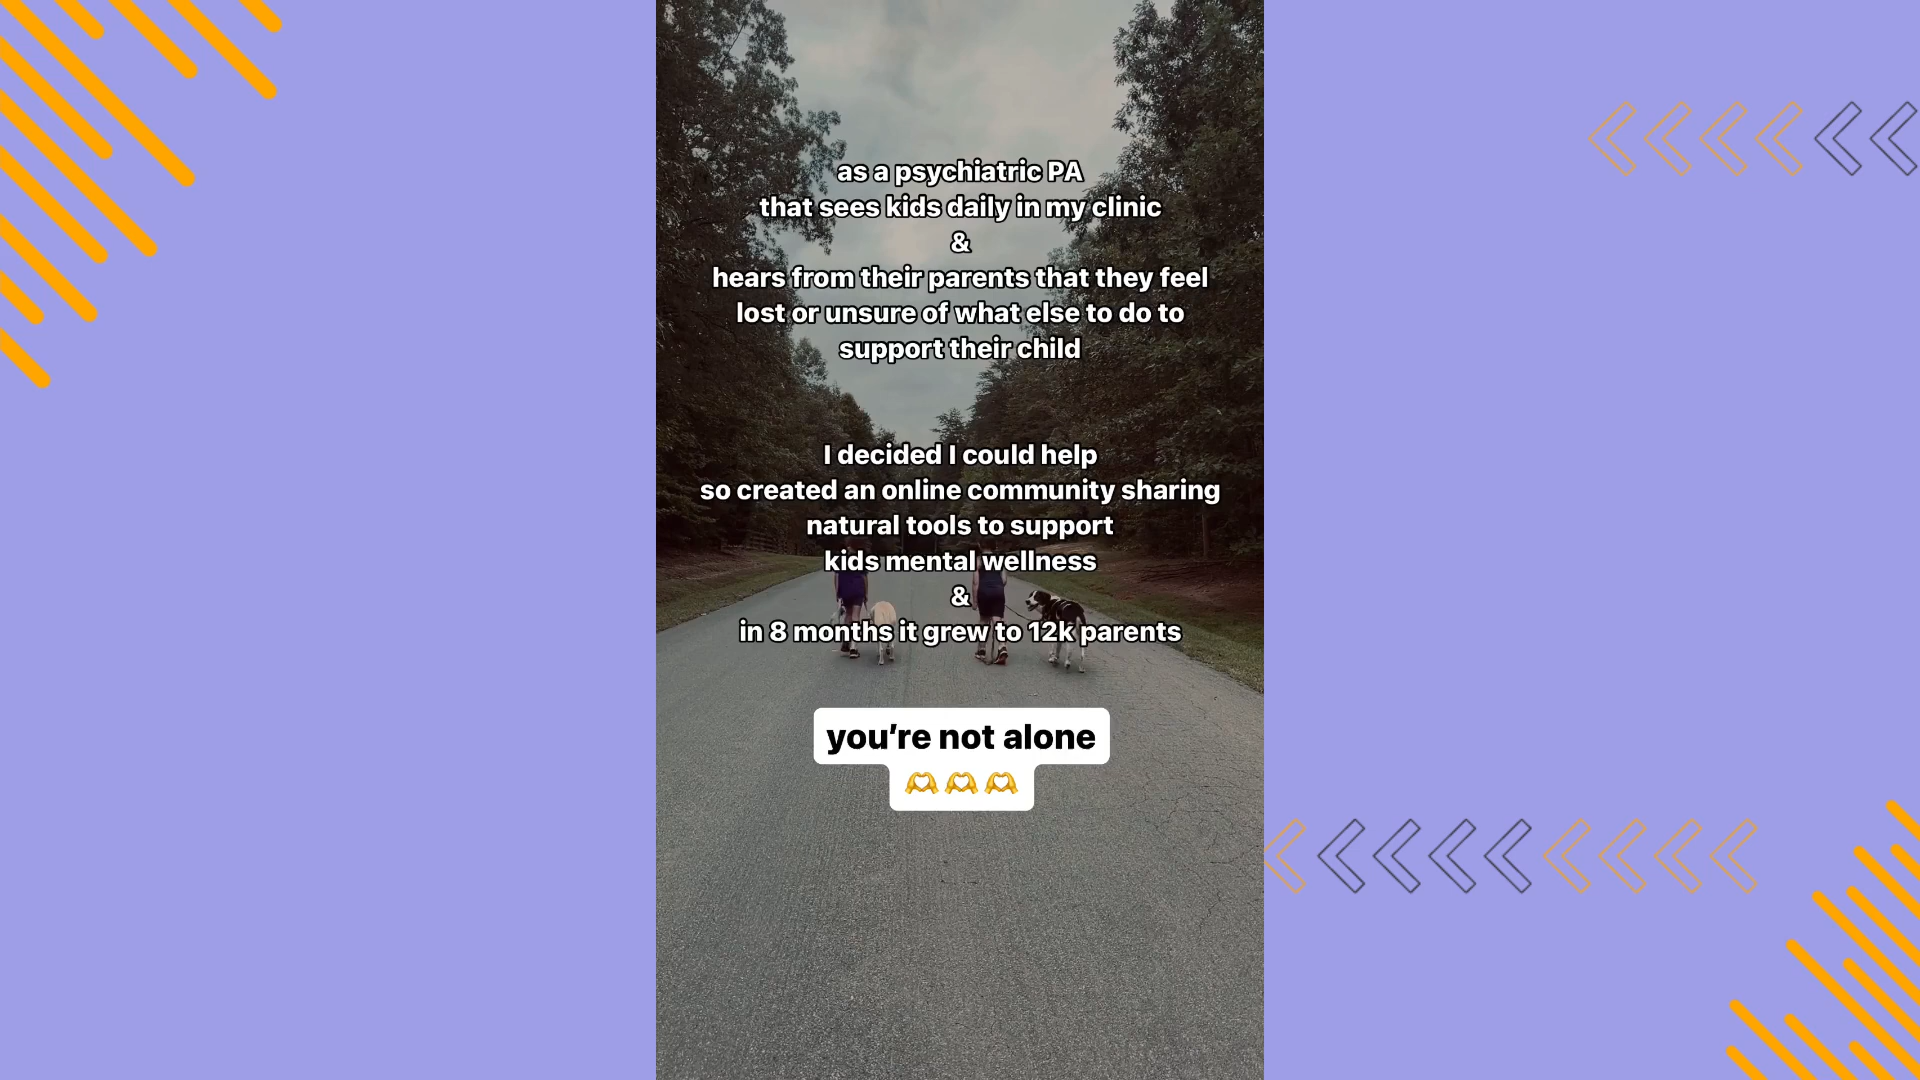 as a psychiatric PA
that sees kids daily in my clinic
&
hears from their parents that they feel
lost or unsure of what else to do to
support their child
I decided I could help
so created an online community sharing
natural tools to support
kids mental wellness
&
in 8 months it grew to 12k parents
you’re not alone
🫶🫶🫶